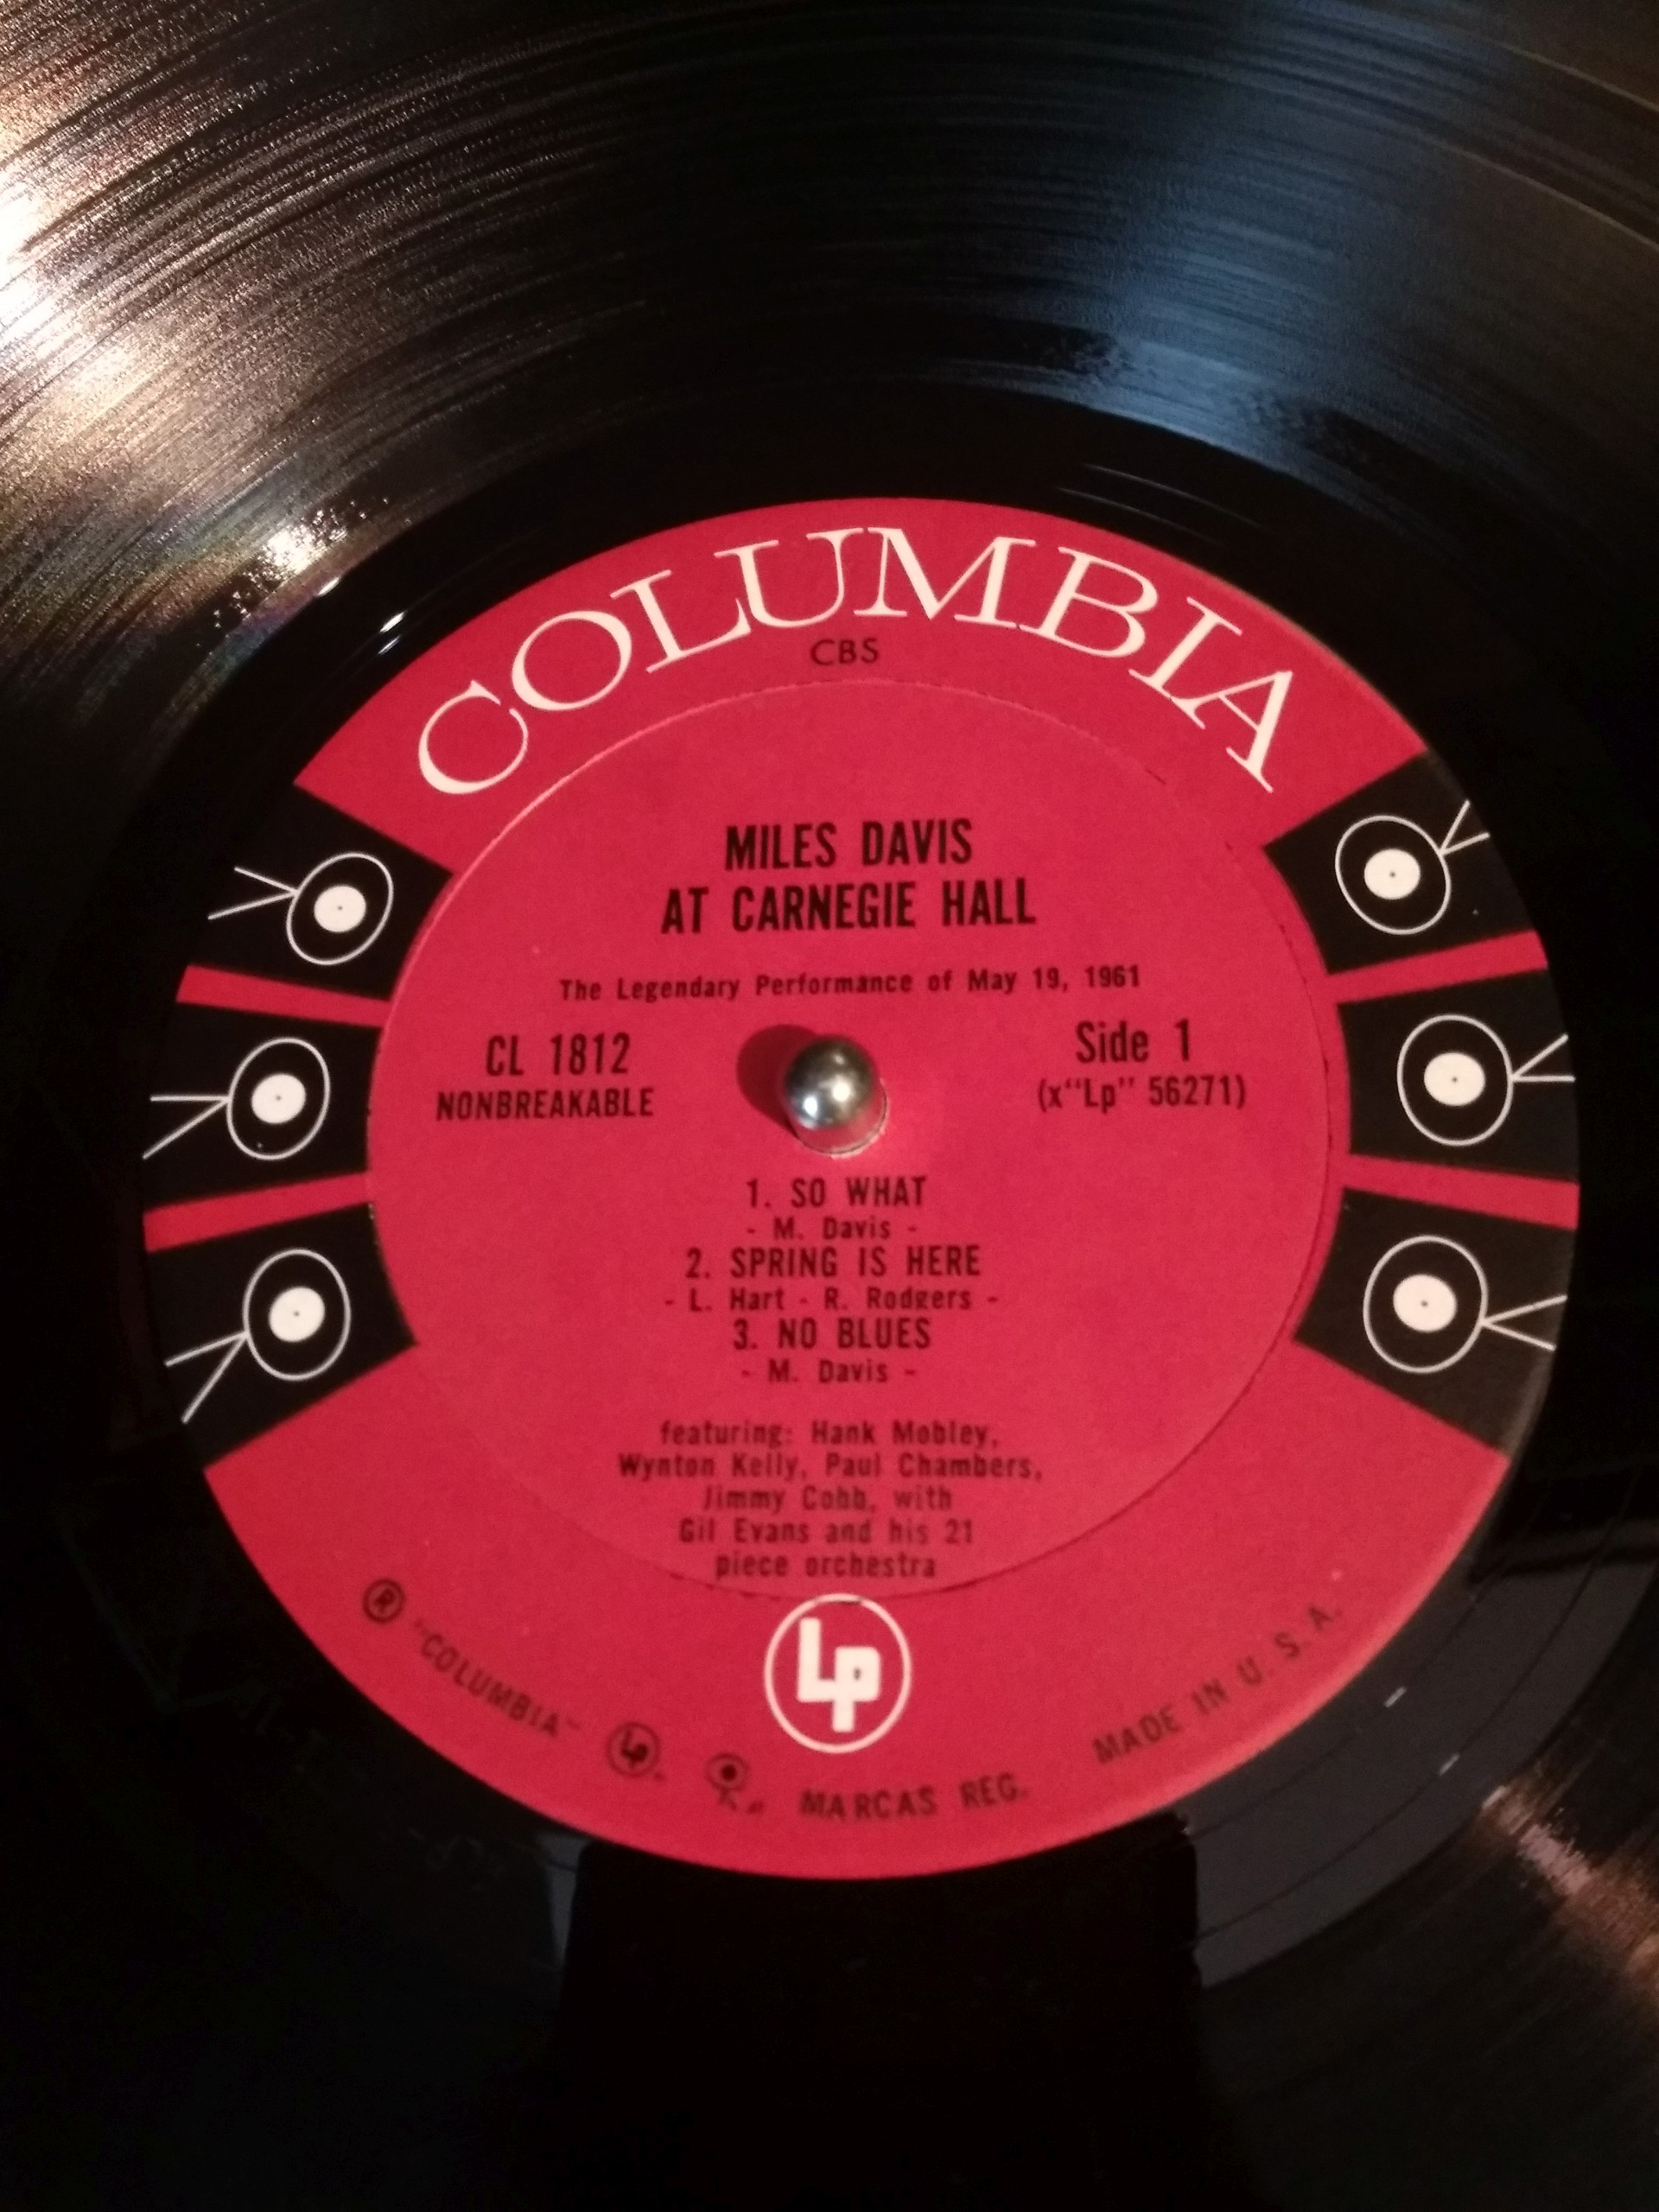 COLUMBIA
CBS
MILES DAVIS
AT CARNEGIE HALL
The Legendary Performance of May 19, 1961
CL 1812
NONBREAKABLE
Side 1
(x"Lp" 56271)
1. SO WHAT
- M. Davis -
2. SPRING IS HERE
- L. Hart - R. Rodgers -
3. NO BLUES
- M. Davis -
featuring: Hank Mobley,
Wynton Kelly, Paul Chambers,
Jimmy Cobb, with
Gil Evans and his 21
piece orchestra
Lp
® "COLUMBIA" Lp MARCAS REG. MADE IN U. S. A.